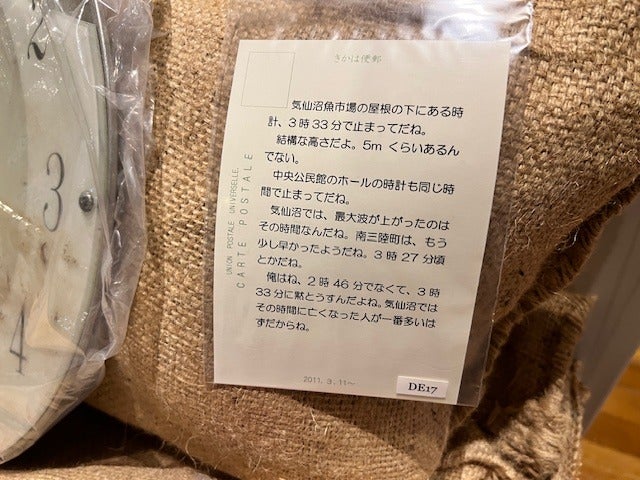 2
3
4
きかは便郵
気仙沼魚市場の屋根の下にある時
計、3時33分で止まってだね。
結構な高さだよ。5m くらいあるん
でない。
中央公民館のホールの時計も同じ時
間で止まってだね。
気仙沼では、最大波が上がったのは
その時間なんだね。南三陸町は、もう
少し早かったようだね。3時27分頃
とかだね。
俺はね、2時46分でなくて、3時
33分に黙とうすんだよね。気仙沼では
その時間に亡くなった人が一番多いは
ずだからね。
UNION POSTALE UNIVERSELLE
CARTE POSTALE
2011.3.11～
DE17